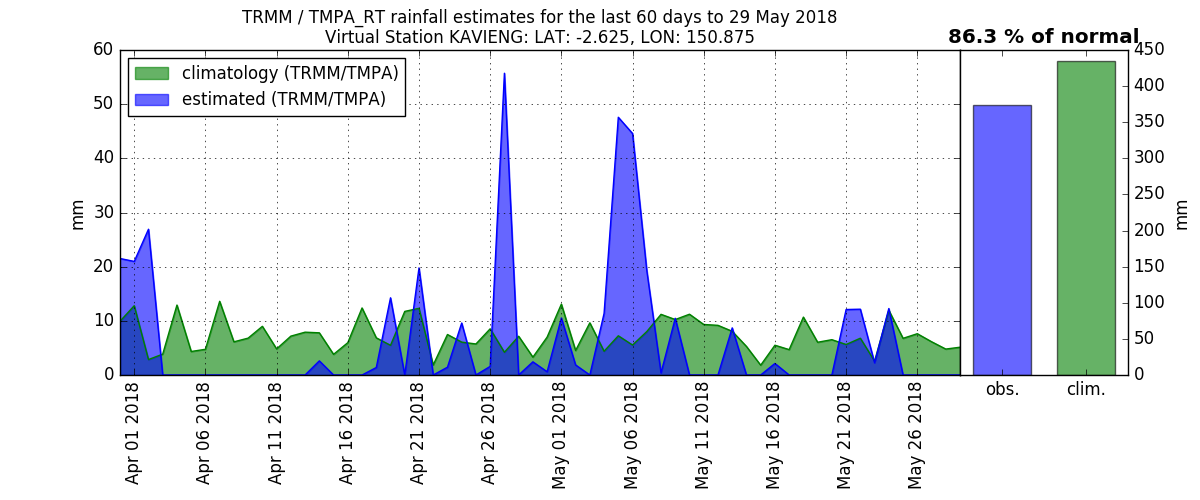 TRMM / TMPA_RT rainfall estimates for the last 60 days to 29 May 2018
Virtual Station KAVIENG: LAT: -2.625, LON: 150.875
86.3 % of normal
climatology (TRMM/TMPA)
estimated (TRMM/TMPA)
60
50
40
30
20
10
0
mm
Apr 01 2018
Apr 06 2018
Apr 11 2018
Apr 16 2018
Apr 21 2018
Apr 26 2018
May 01 2018
May 06 2018
May 11 2018
May 16 2018
May 21 2018
May 26 2018
450
400
350
300
250
200
150
100
50
0
mm
obs.
clim.